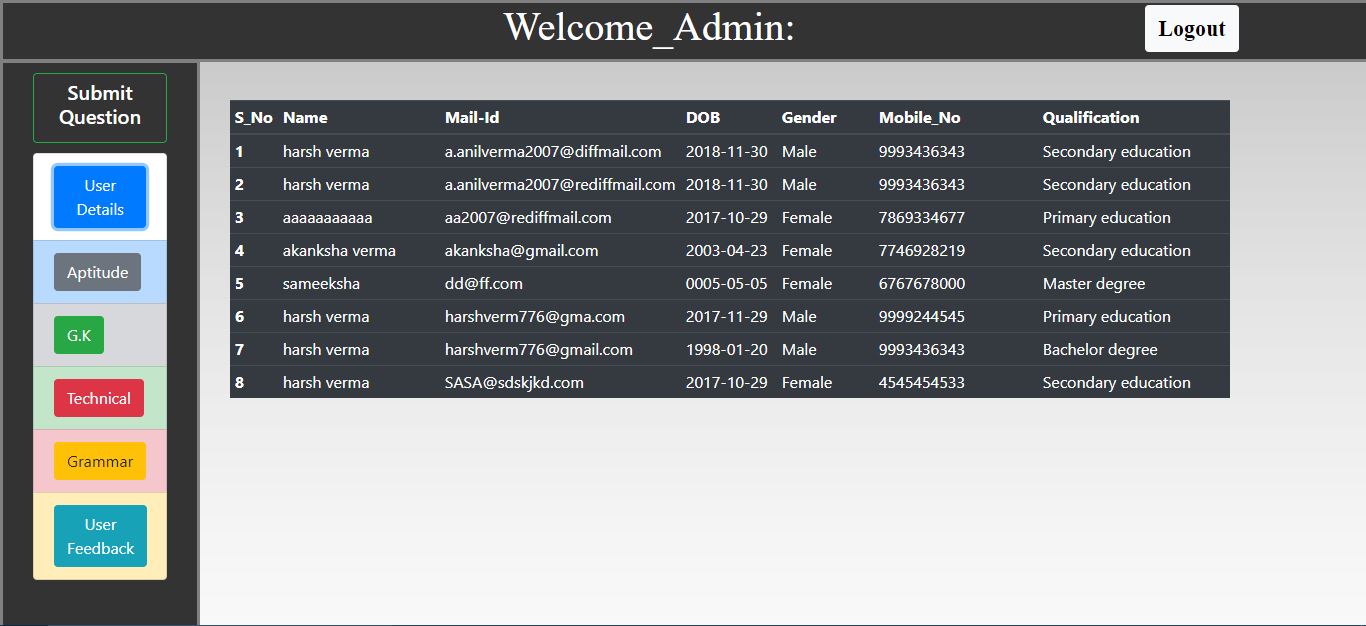 Welcome_Admin:
Logout
Submit
Question
User
Details
Aptitude
G.K
Technical
Grammar
User
Feedback
S_No Name Mail-Id DOB Gender Mobile_No Qualification
1 harsh verma a.anilverma2007@diffmail.com 2018-11-30 Male 9993436343 Secondary education
2 harsh verma a.anilverma2007@rediffmail.com 2018-11-30 Male 9993436343 Secondary education
3 aaaaaaaaaaa aa2007@rediffmail.com 2017-10-29 Female 7869334677 Primary education
4 akanksha verma akanksha@gmail.com 2003-04-23 Female 7746928219 Secondary education
5 sameeksha dd@ff.com 0005-05-05 Female 6767678000 Master degree
6 harsh verma harshverm776@gma.com 2017-11-29 Male 9999244545 Primary education
7 harsh verma harshverm776@gmail.com 1998-01-20 Male 9993436343 Bachelor degree
8 harsh verma SASA@sdskjkd.com 2017-10-29 Female 4545454533 Secondary education